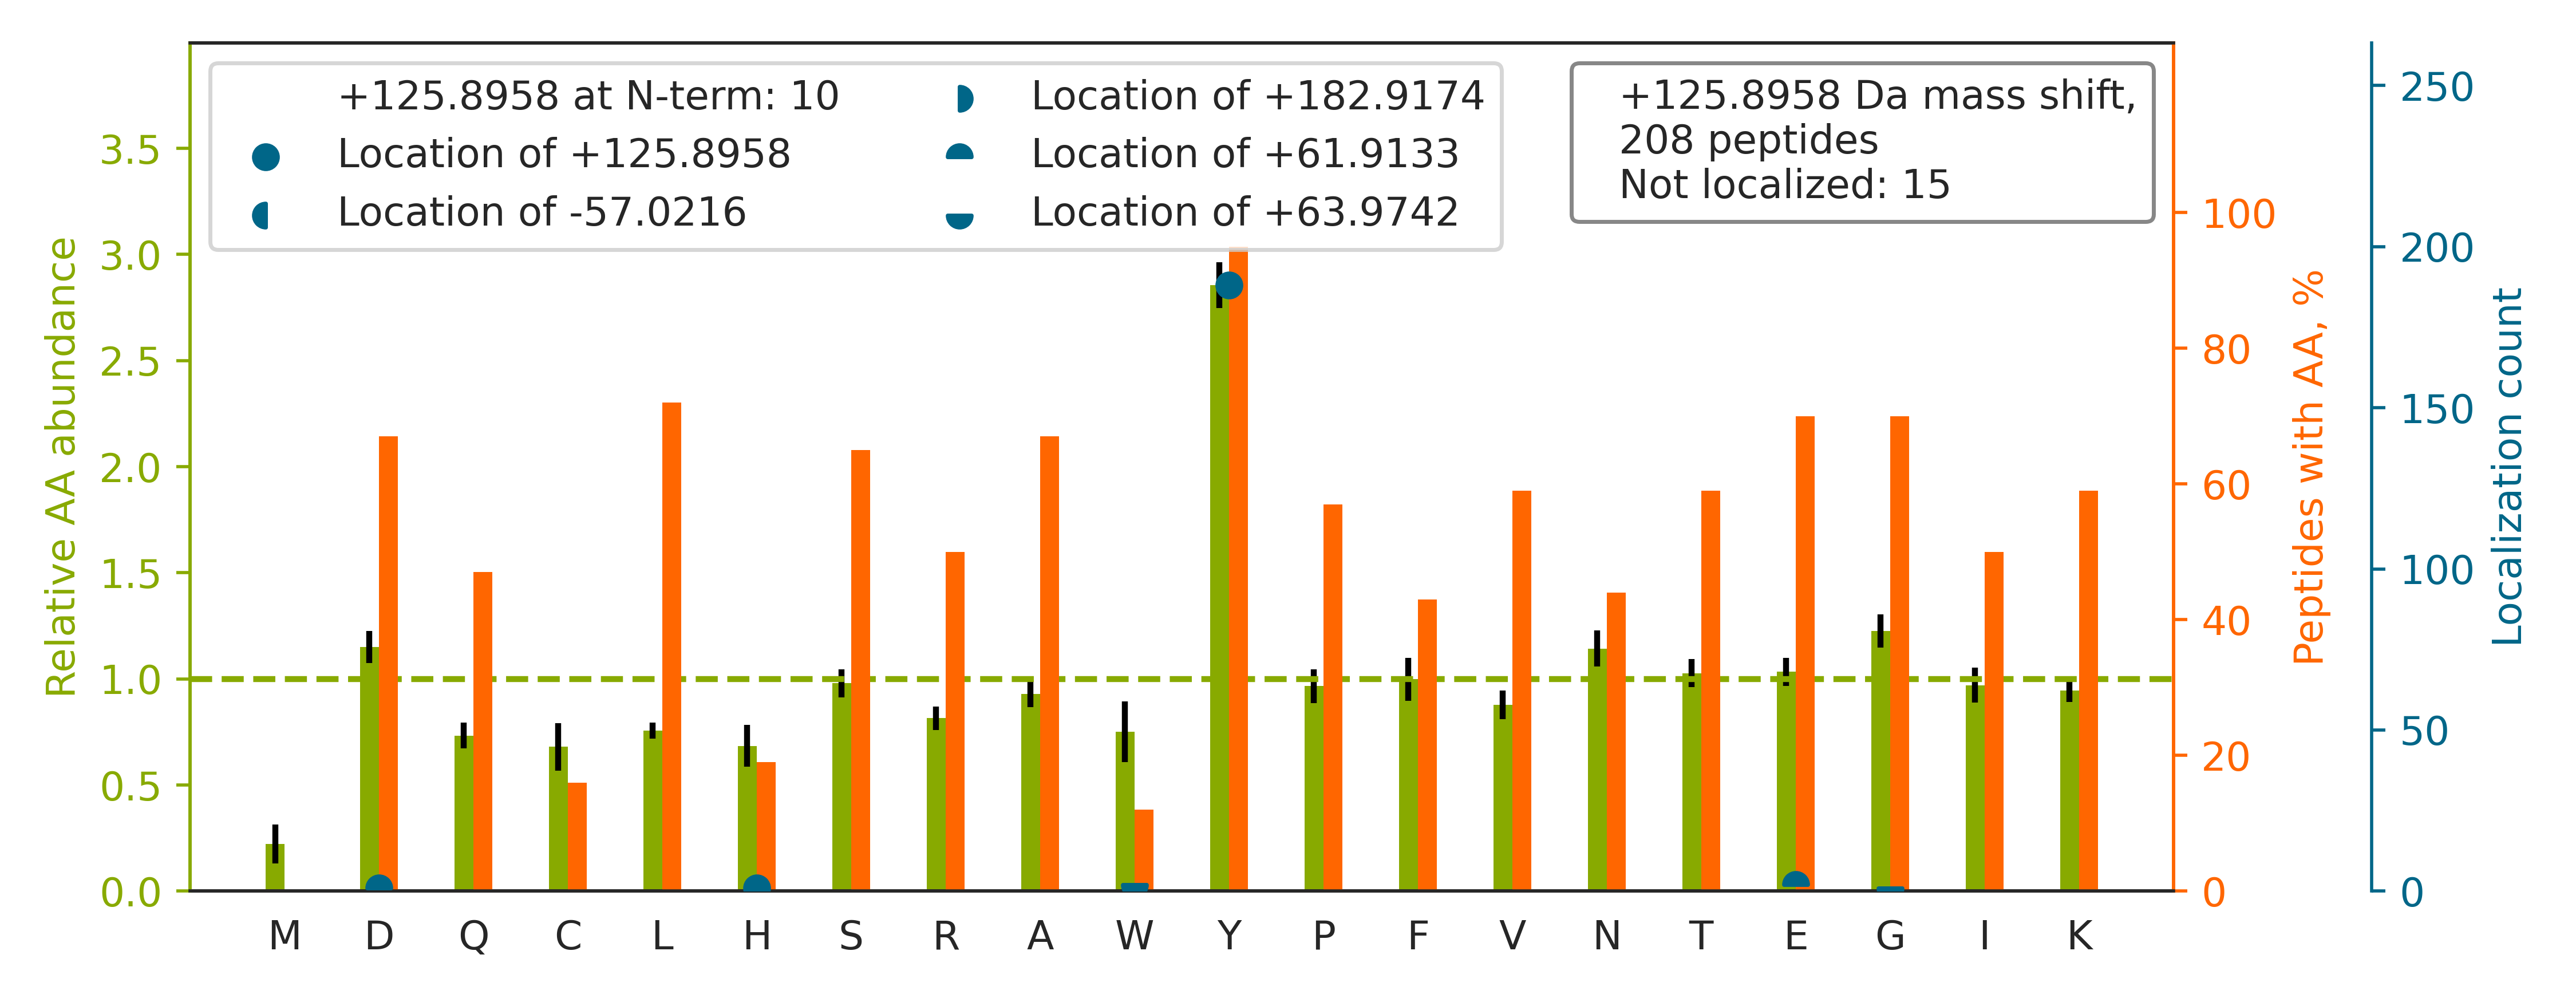 +125.8958 at N-term: 10
Location of +125.8958
Location of -57.0216
Location of +182.9174
Location of +61.9133
Location of +63.9742
+125.8958 Da mass shift,
208 peptides
Not localized: 15
Relative AA abundance
3.5
3.0
2.5
2.0
1.5
1.0
0.5
0.0
M D Q C L H S R A W Y P F V N T E G I K
100
80
60
40
20
0
Peptides with AA, %
250
200
150
100
50
0
Localization count